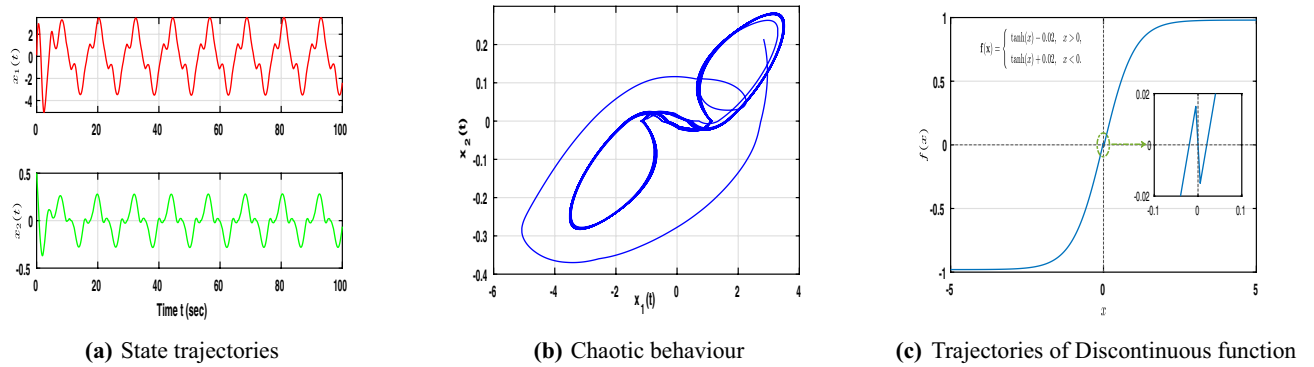 x₁(t)
2
0
-2
-4
0 20 40 60 80 100
x₂(t)
0.5
0
-0.5
0 20 40 60 80 100
Time t (sec)
(a) State trajectories
x₂(t)
0.2
0.1
0
-0.1
-0.2
-0.3
-0.4
-6 -4 -2 0 2 4
x₁(t)
(b) Chaotic behaviour
f(x)
f(x) = { tanh(x) − 0.02, x > 0,
tanh(x) + 0.02, x < 0.
1
0.5
0
-0.5
-1
0.02
0
-0.02
-0.1 0 0.1
-5 0 5
x
(c) Trajectories of Discontinuous function